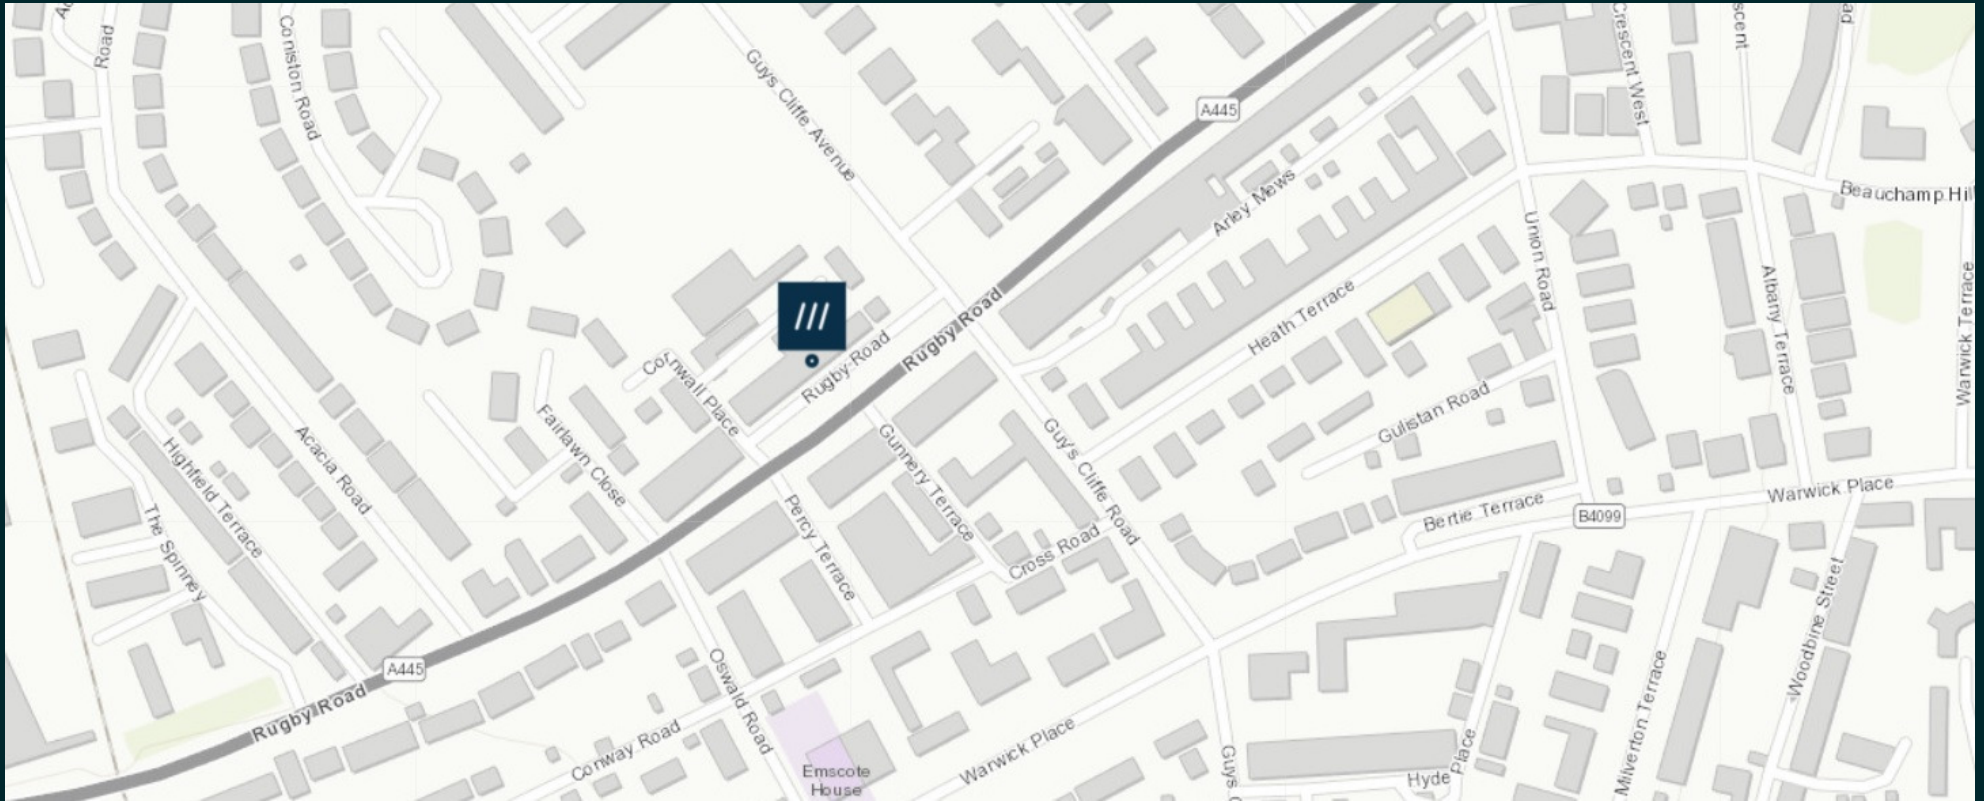 Road
Coniston Road
Guys Cliffe Avenue
A445
Crescent West
scent
Beauchamp Hil
Arley Mews
Union Road
Albany Terrace
Warwick Terrace
Heath Terrace
Rugby Road
Rugby Road
Cornwall Place
Gulistan Road
Fairlawn Close
Acacia Road
Highfield Terrace
Gunnery Terrace
Guy's Cliffe Road
Percy Terrace
Cross Road
Bertie Terrace
B4099
Warwick Place
The Spinney
Woodbine Street
A445
Rugby Road
Oswald Road
Conway Road
Emscote
House
Warwick Place
Guys
Hyde Place
Milverton Terrace